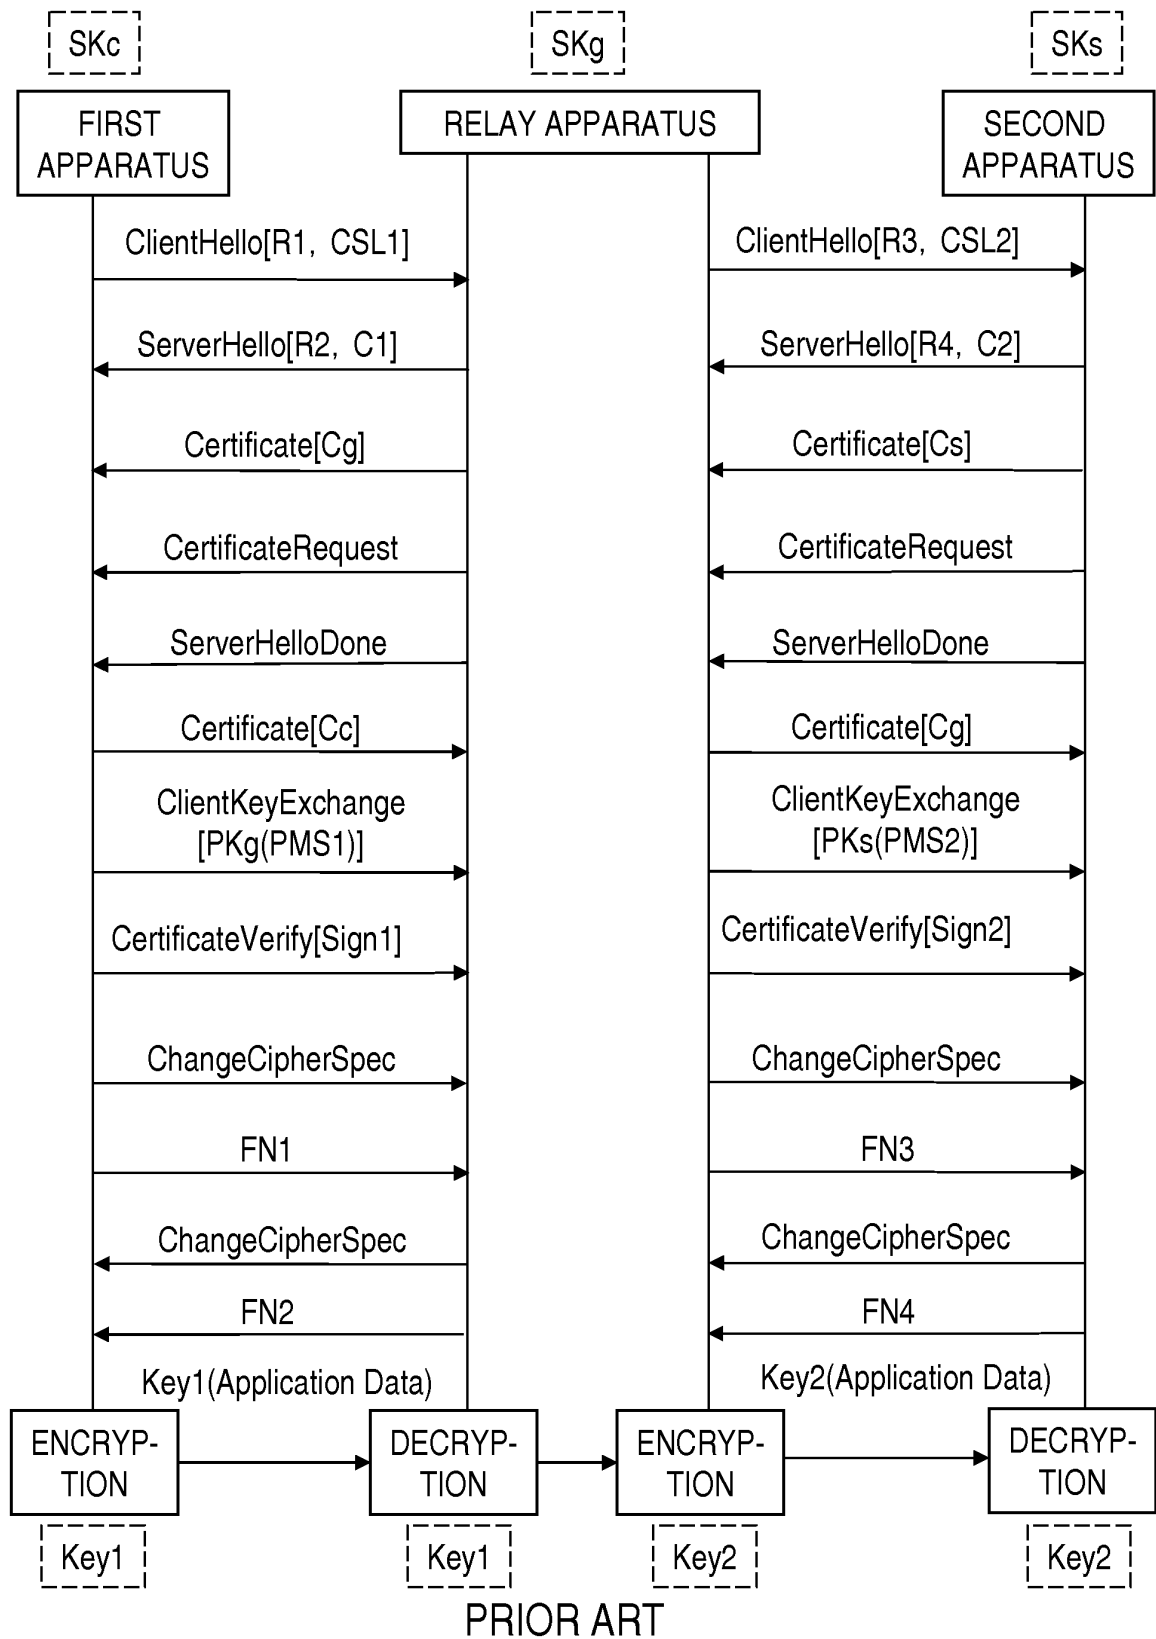 SKc
SKg
SKs
FIRST
APPARATUS
RELAY APPARATUS
SECOND
APPARATUS
ClientHello[R1, CSL1]
ClientHello[R3, CSL2]
ServerHello[R2, C1]
ServerHello[R4, C2]
Certificate[Cg]
Certificate[Cs]
CertificateRequest
CertificateRequest
ServerHelloDone
ServerHelloDone
Certificate[Cc]
Certificate[Cg]
ClientKeyExchange
[PKg(PMS1)]
ClientKeyExchange
[PKs(PMS2)]
CertificateVerify[Sign1]
CertificateVerify[Sign2]
ChangeCipherSpec
ChangeCipherSpec
FN1
FN3
ChangeCipherSpec
ChangeCipherSpec
FN2
FN4
Key1(Application Data)
Key2(Application Data)
ENCRYP-
TION
DECRYP-
TION
ENCRYP-
TION
DECRYP-
TION
Key1
Key1
Key2
Key2
PRIOR ART